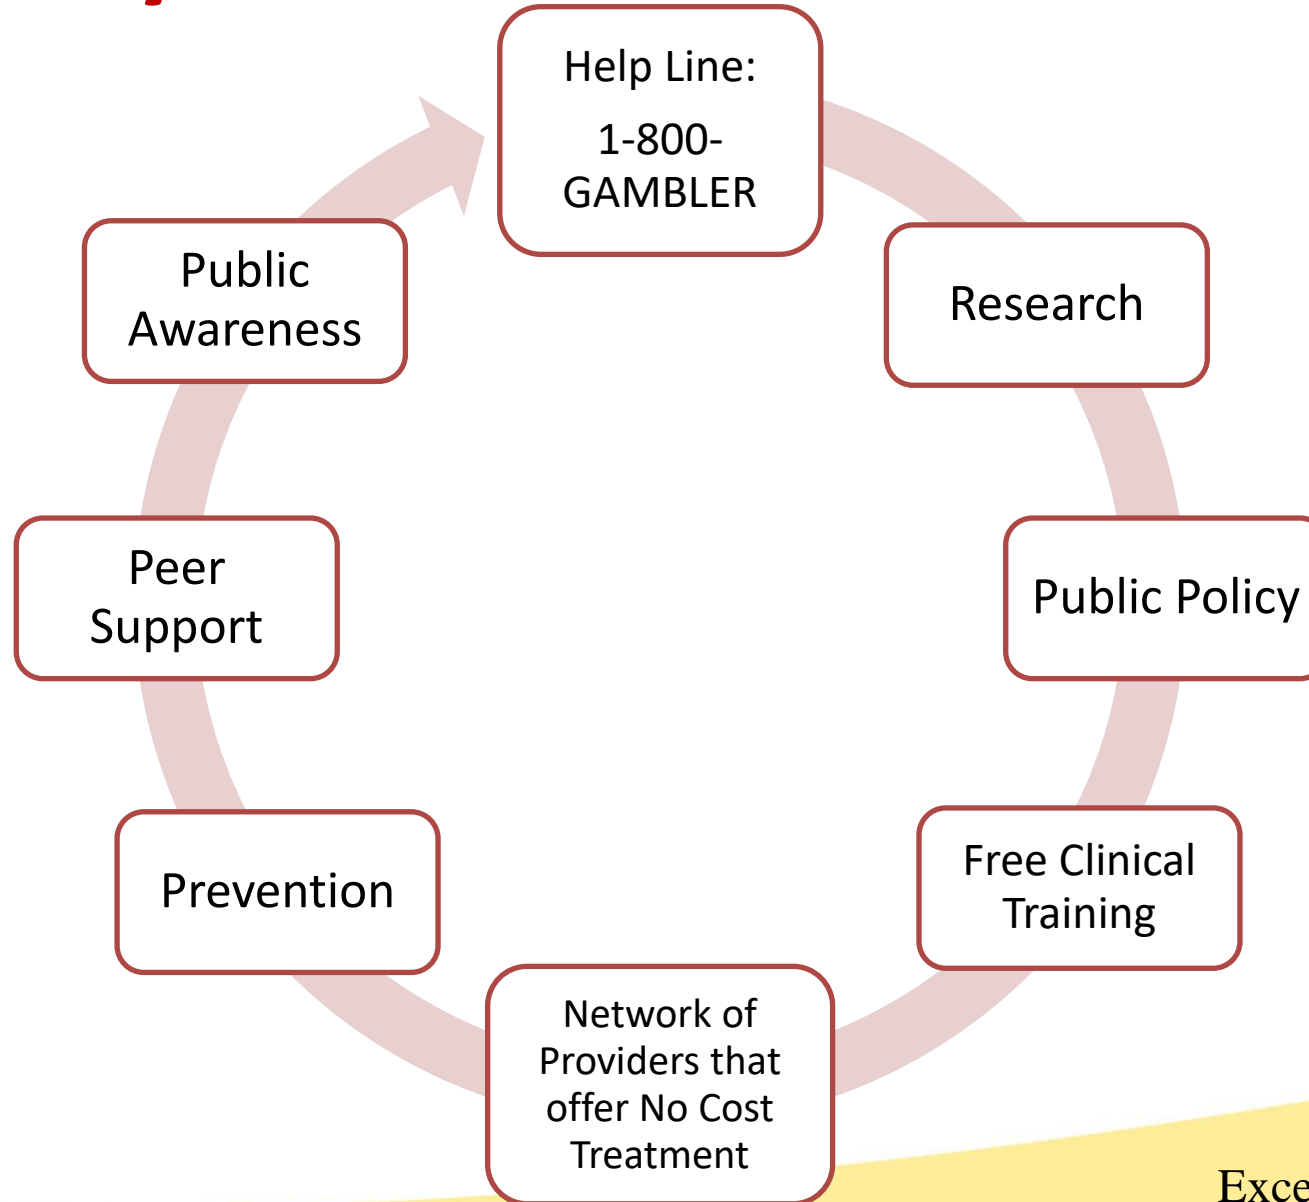 Help Line:
1-800-
GAMBLER
Research
Public Policy
Free Clinical
Training
Network of
Providers that
offer No Cost
Treatment
Prevention
Peer
Support
Public
Awareness